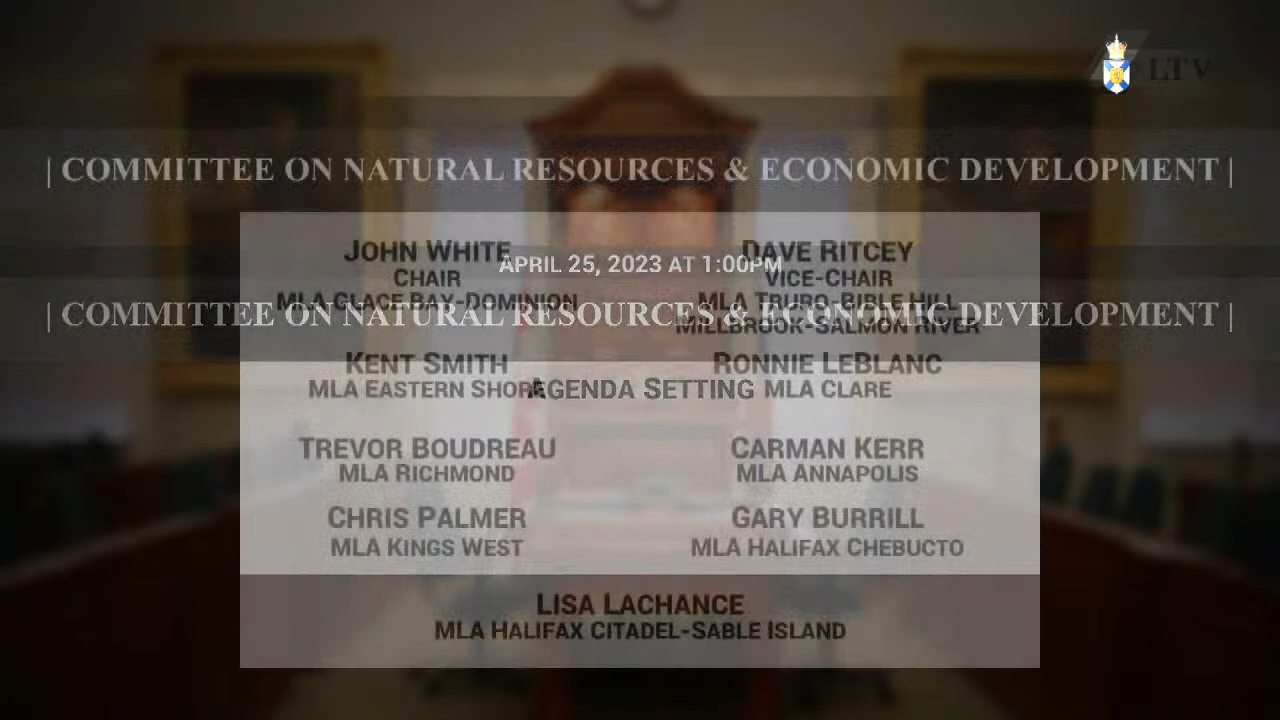 LTV
| COMMITTEE ON NATURAL RESOURCES & ECONOMIC DEVELOPMENT |
JOHN WHITE
CHAIR
MLA GLACE BAY-DOMINION
DAVE RITCEY
VICE-CHAIR
MLA TRURO-BIBLE HILL
MILLBROOK-SALMON RIVER
APRIL 25, 2023 AT 1:00PM
| COMMITTEE ON NATURAL RESOURCES & ECONOMIC DEVELOPMENT |
KENT SMITH
MLA EASTERN SHORE
RONNIE LEBLANC
MLA CLARE
AGENDA SETTING
TREVOR BOUDREAU
MLA RICHMOND
CARMAN KERR
MLA ANNAPOLIS
CHRIS PALMER
MLA KINGS WEST
GARY BURRILL
MLA HALIFAX CHEBUCTO
LISA LACHANCE
MLA HALIFAX CITADEL-SABLE ISLAND